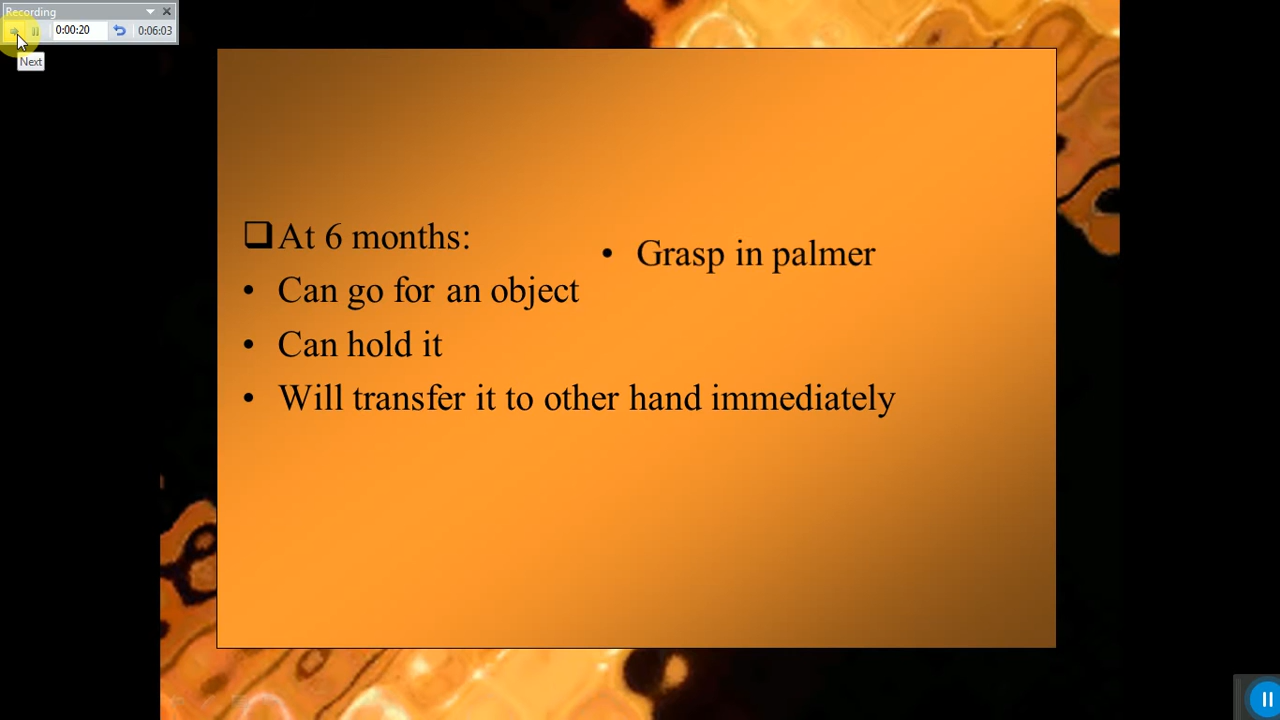 Recording
0:00:20
0:06:03
Next
❑ At 6 months:
• Grasp in palmer
• Can go for an object
• Can hold it
• Will transfer it to other hand immediately